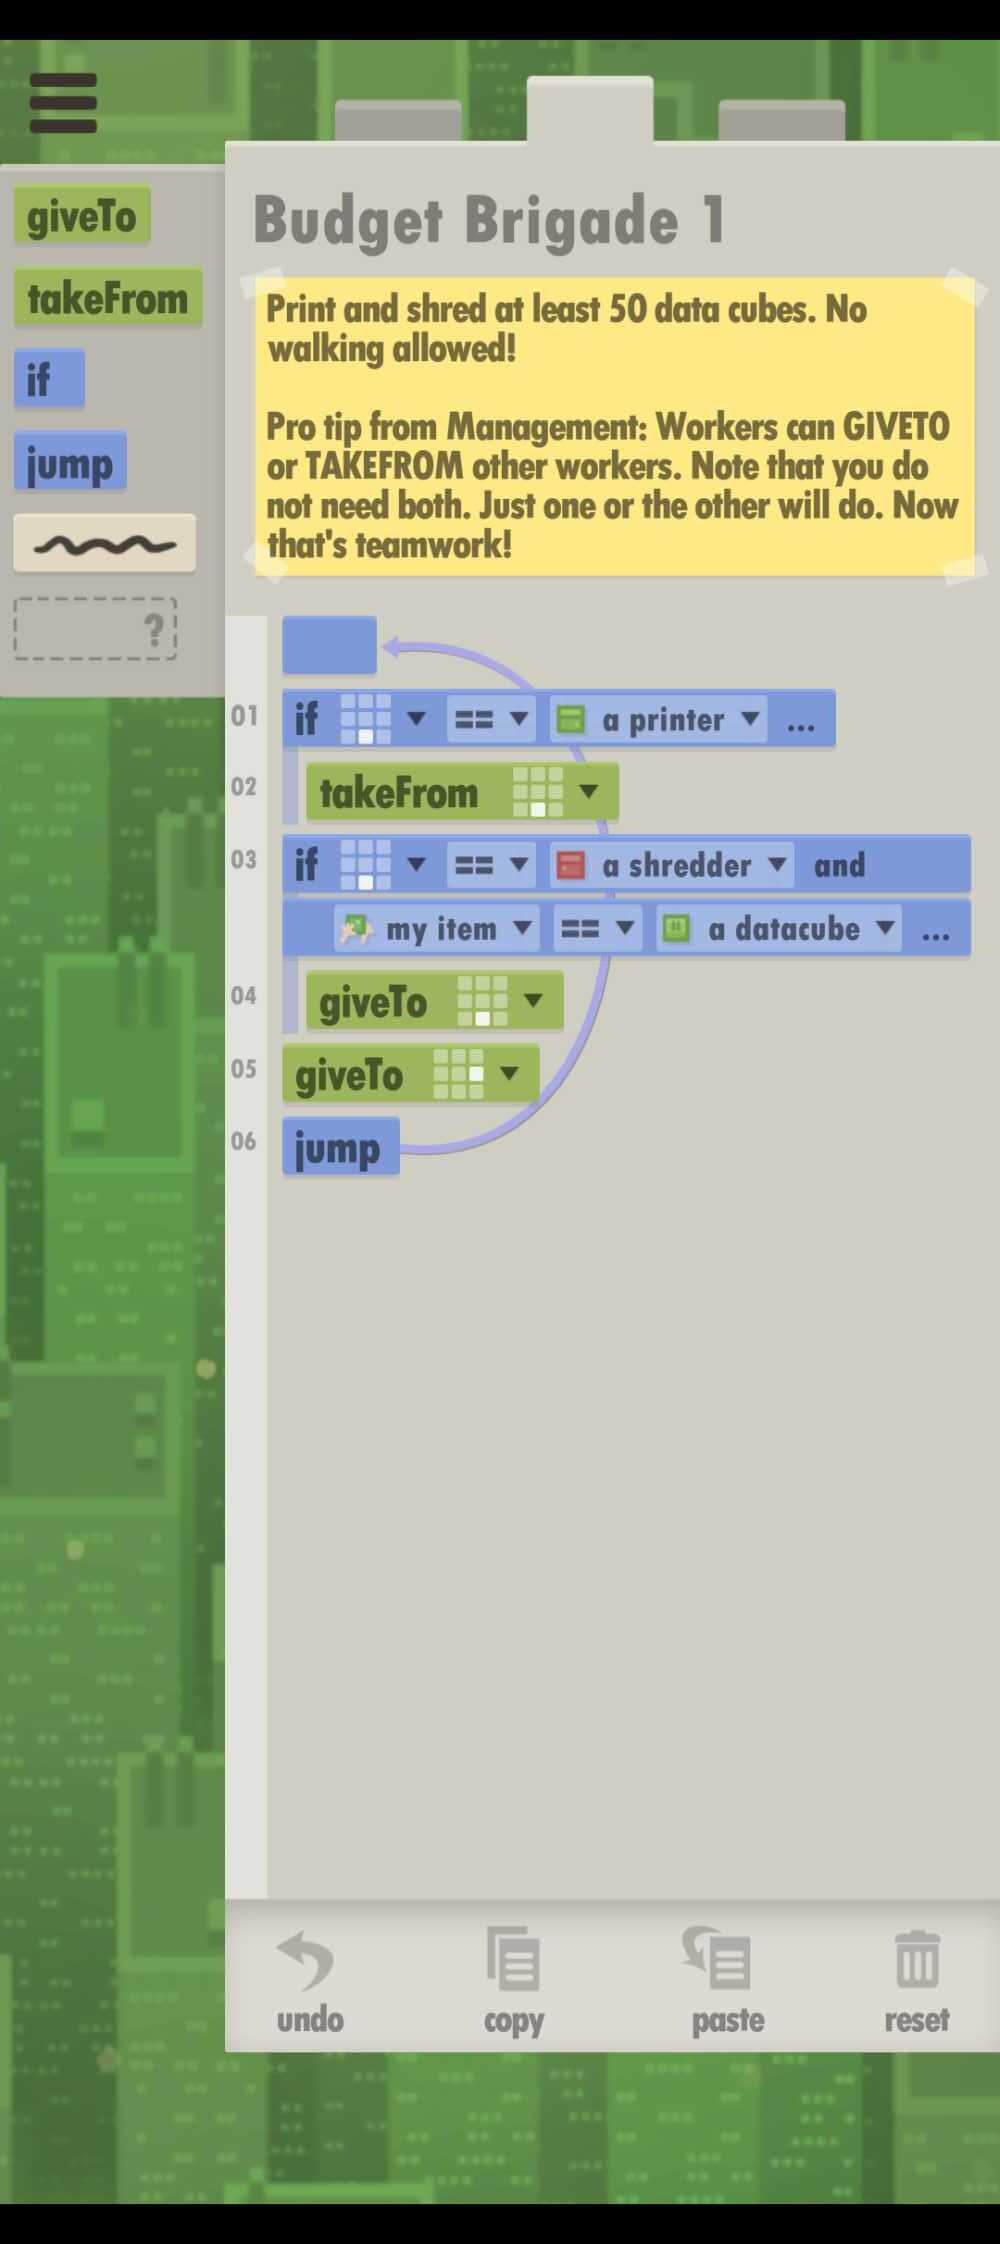 giveTo
takeFrom
if
jump
?
Budget Brigade 1
Print and shred at least 50 data cubes. No
walking allowed!
Pro tip from Management: Workers can GIVETO
or TAKEFROM other workers. Note that you do
not need both. Just one or the other will do. Now
that's teamwork!
01 if == a printer ...
02 takeFrom
03 if == a shredder and
my item == a datacube ...
04 giveTo
05 giveTo
06 jump
undo copy paste reset